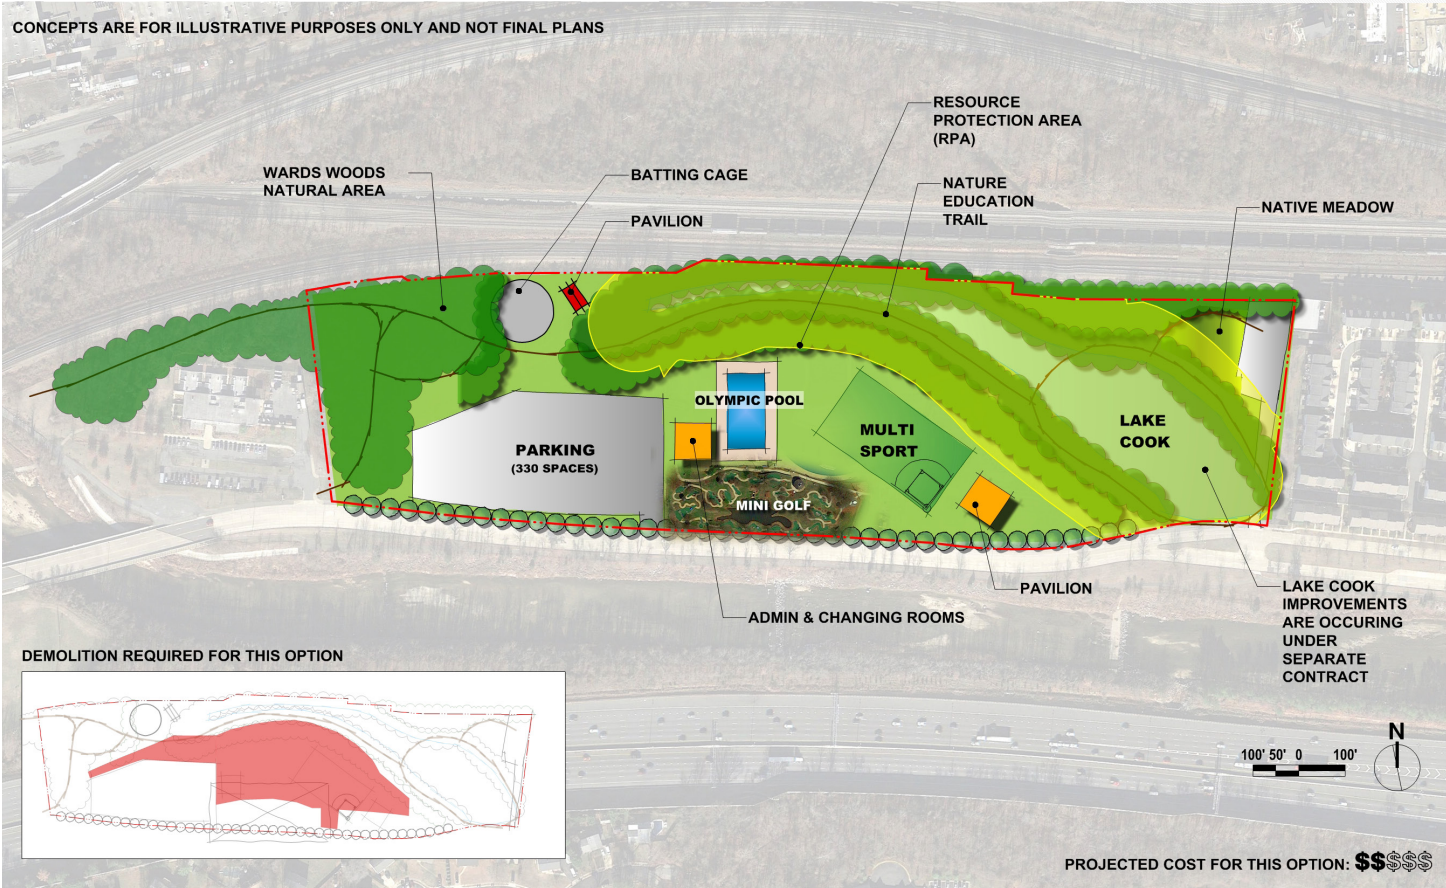 CONCEPTS ARE FOR ILLUSTRATIVE PURPOSES ONLY AND NOT FINAL PLANS
RESOURCE
PROTECTION AREA
(RPA)
WARDS WOODS
NATURAL AREA
BATTING CAGE
PAVILION
NATURE
EDUCATION
TRAIL
NATIVE MEADOW
OLYMPIC POOL
PARKING
(330 SPACES)
MULTI
SPORT
LAKE
COOK
MINI GOLF
PAVILION
ADMIN & CHANGING ROOMS
LAKE COOK
IMPROVEMENTS
ARE OCCURING
UNDER
SEPARATE
CONTRACT
DEMOLITION REQUIRED FOR THIS OPTION
N
100' 50' 0 100'
PROJECTED COST FOR THIS OPTION: $$$$$